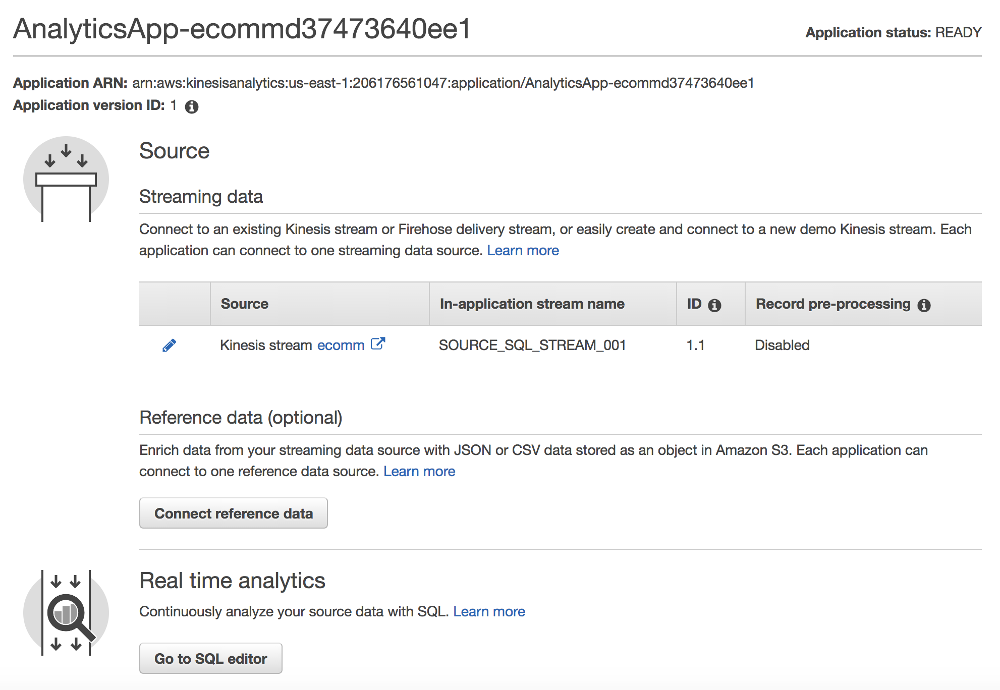 AnalyticsApp-ecommd37473640ee1
Application status: READY
Application ARN: arn:aws:kinesisanalytics:us-east-1:206176561047:application/AnalyticsApp-ecommd37473640ee1
Application version ID: 1
Source
Streaming data
Connect to an existing Kinesis stream or Firehose delivery stream, or easily create and connect to a new demo Kinesis stream. Each
application can connect to one streaming data source. Learn more
Source In-application stream name ID Record pre-processing
Kinesis stream ecomm SOURCE_SQL_STREAM_001 1.1 Disabled
Reference data (optional)
Enrich data from your streaming data source with JSON or CSV data stored as an object in Amazon S3. Each application can
connect to one reference data source. Learn more
Connect reference data
Real time analytics
Continuously analyze your source data with SQL. Learn more
Go to SQL editor